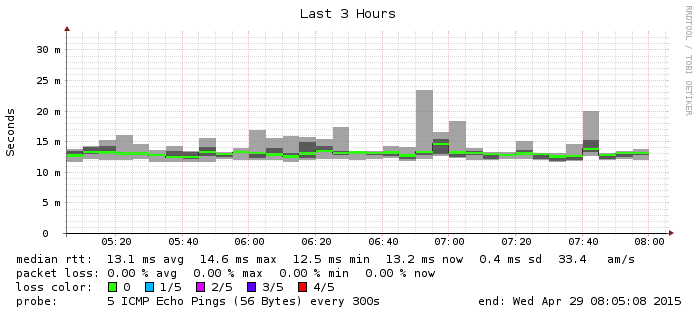 Last 3 Hours
RRDTOOL / TOBI OETIKER
Seconds
30 m
25 m
20 m
15 m
10 m
5 m
0
05:20 05:40 06:00 06:20 06:40 07:00 07:20 07:40 08:00
median rtt: 13.1 ms avg 14.6 ms max 12.5 ms min 13.2 ms now 0.4 ms sd 33.4 am/s
packet loss: 0.00 % avg 0.00 % max 0.00 % min 0.00 % now
loss color: 0 1/5 2/5 3/5 4/5
probe: 5 ICMP Echo Pings (56 Bytes) every 300s end: Wed Apr 29 08:05:08 2015